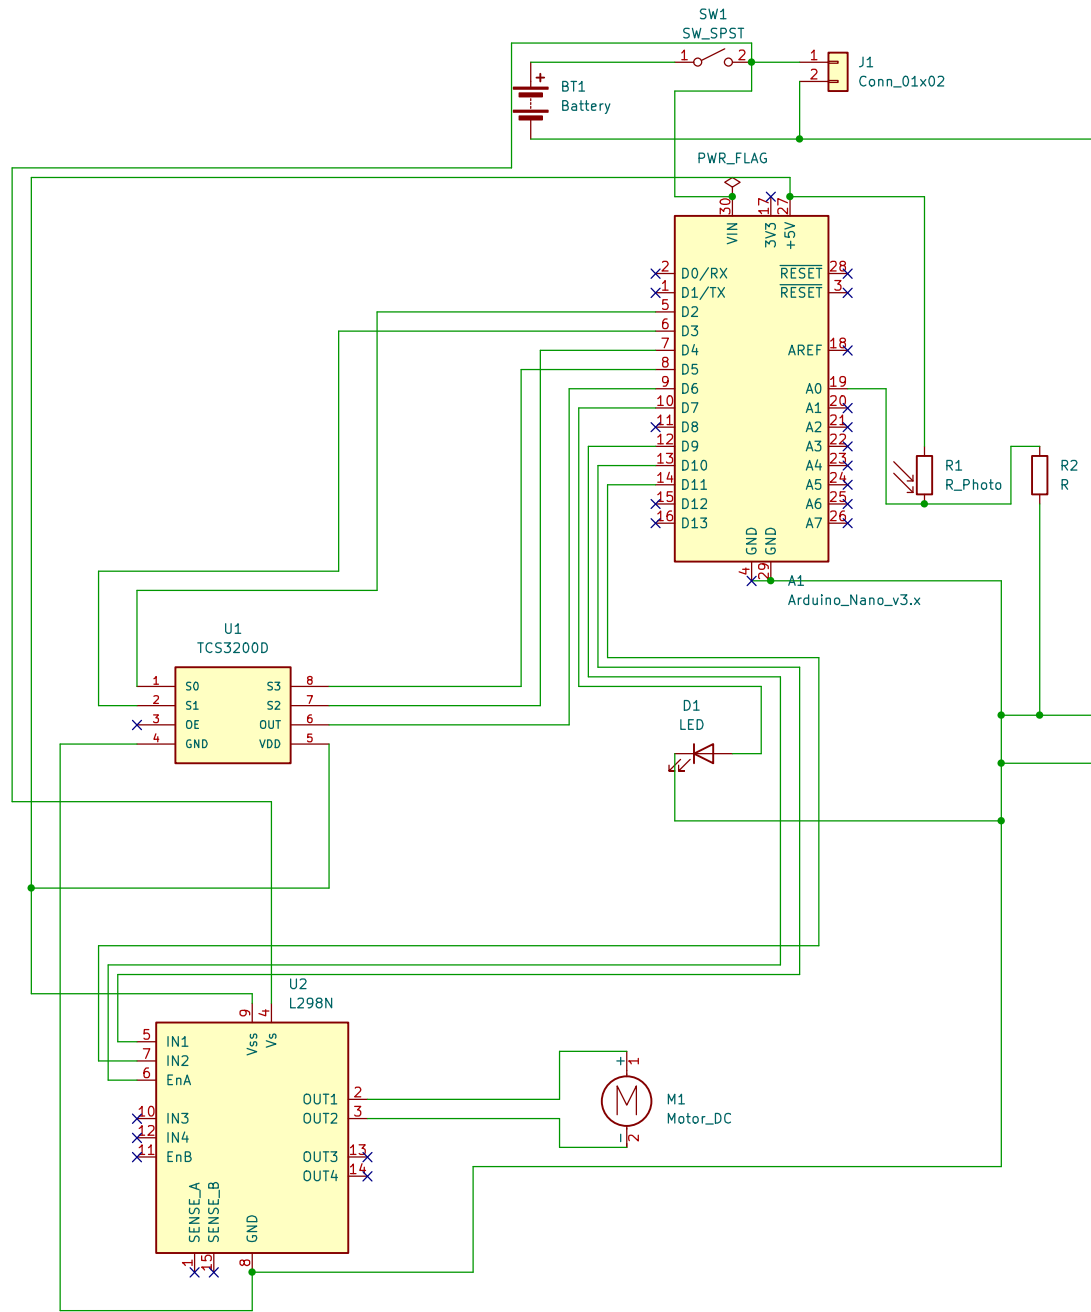 SW1
SW_SPST
1 2
BT1
Battery
+
1
2
J1
Conn_01x02
PWR_FLAG
30 17 27
VIN 3V3 +5V
2 D0/RX RESET 28
1 D1/TX RESET 3
5 D2
6 D3
7 D4 AREF 18
8 D5
9 D6 A0 19
10 D7 A1 20
11 D8 A2 21
12 D9 A3 22
13 D10 A4 23
14 D11 A5 24
15 D12 A6 25
16 D13 A7 26
GND GND
4 29
A1
Arduino_Nano_v3.x
R1
R_Photo
R2
R
U1
TCS3200D
1 S0 S3 8
2 S1 S2 7
3 OE OUT 6
4 GND VDD 5
D1
LED
U2
L298N
9 4
Vss Vs
5 IN1
7 IN2
6 EnA
OUT1 2
10 IN3 OUT2 3
12 IN4
11 EnB OUT3 13
OUT4 14
SENSE_A SENSE_B GND
1 15 8
+ 1
M
M1
Motor_DC
- 2